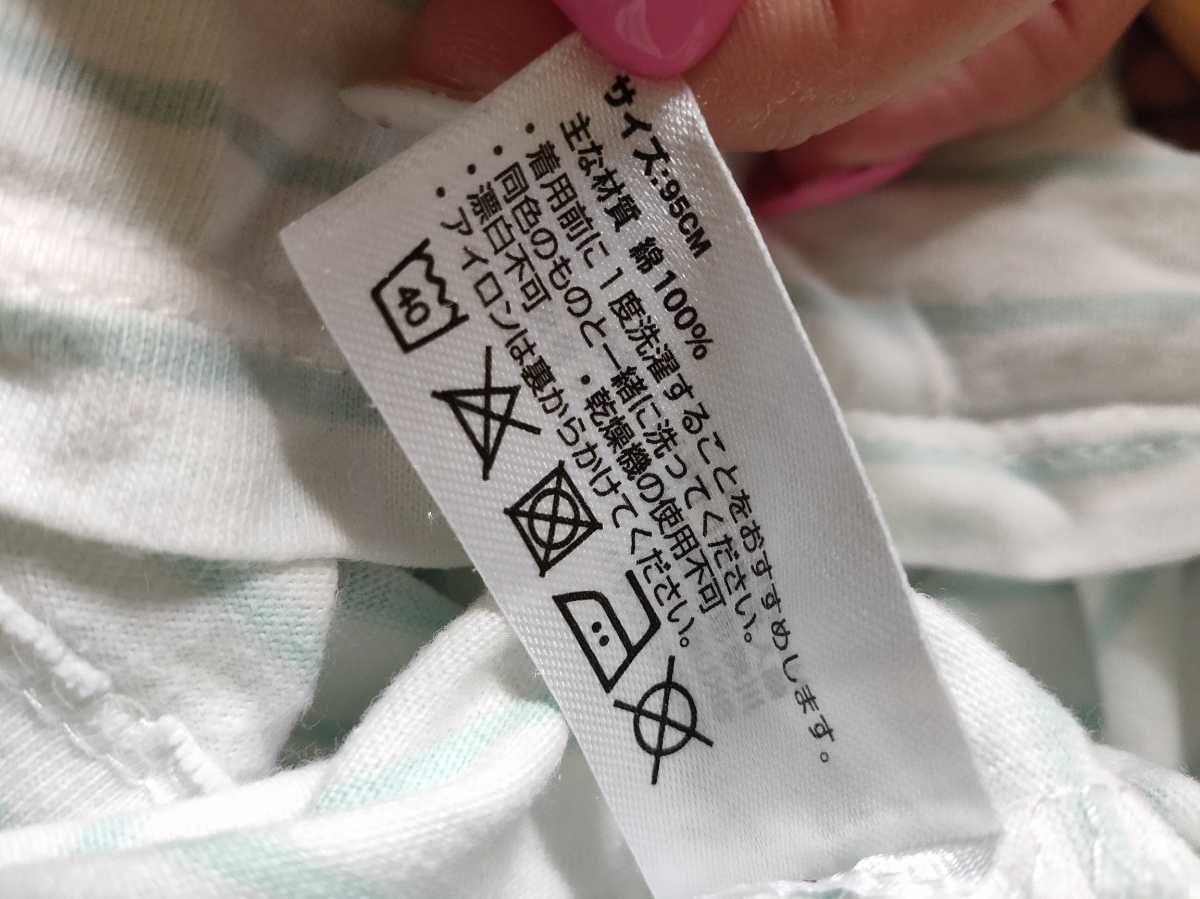 サイズ:95CM
主な材質 綿100%
・着用前に1度洗濯することをおすすめします。
・同色のものと一緒に洗ってください。
・漂白不可 ・乾燥機の使用不可
・アイロンは裏からかけてください。
40